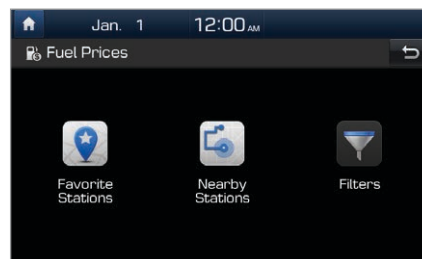 Jan. 1 12:00 AM
Fuel Prices
Favorite
Stations
Nearby
Stations
Filters